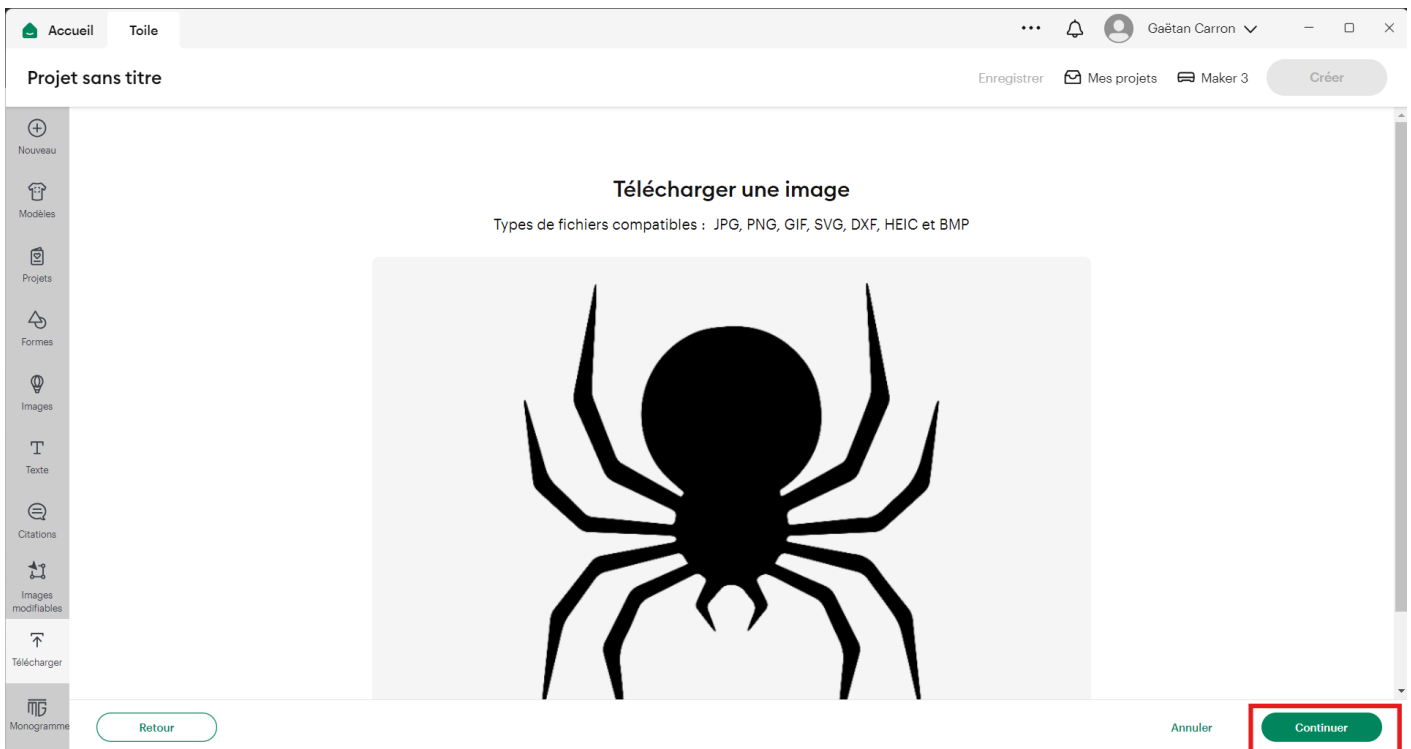 Accueil Toile ••• Gaëtan Carron
Projet sans titre Enregistrer Mes projets Maker 3 Créer
Nouveau
Modèles
Projets
Formes
Images
Texte
Citations
Images
modifiables
Télécharger
Monogramme
Télécharger une image
Types de fichiers compatibles : JPG, PNG, GIF, SVG, DXF, HEIC et BMP
Retour Annuler Continuer